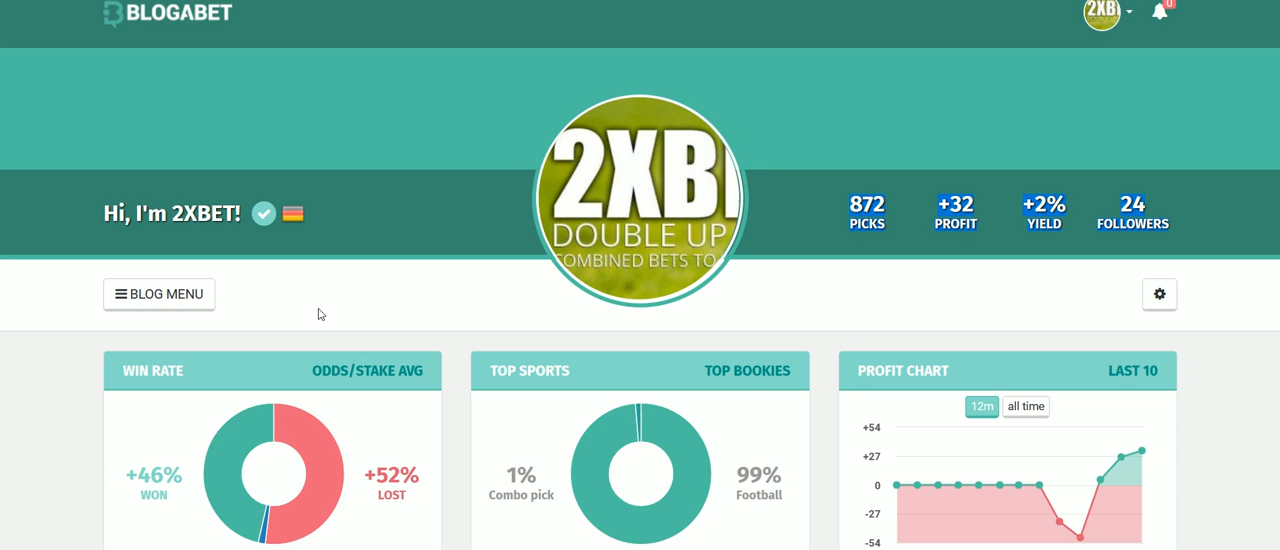 BLOGABET
2XB
0
2XB
DOUBLE UP
COMBINED BETS TO
Hi, I'm 2XBET!
872
PICKS
+32
PROFIT
+2%
YIELD
24
FOLLOWERS
BLOG MENU
WIN RATE
ODDS/STAKE AVG
+46%
WON
+52%
LOST
TOP SPORTS
TOP BOOKIES
1%
Combo pick
99%
Football
PROFIT CHART
LAST 10
12m
all time
+54
+27
0
-27
-54